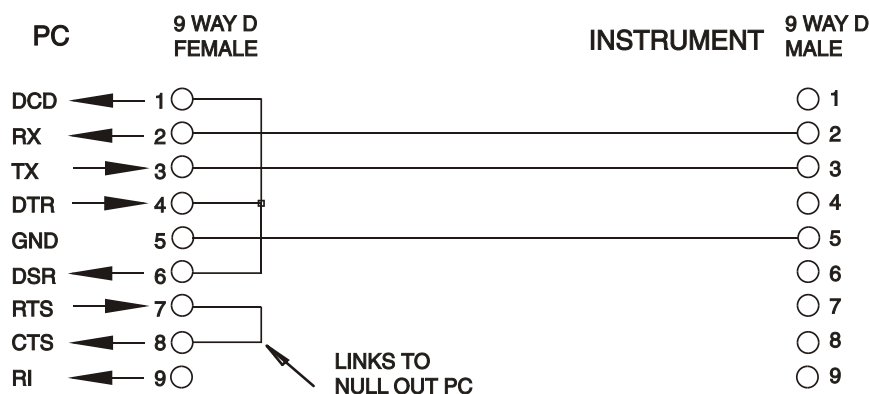 PC
9 WAY D
FEMALE
INSTRUMENT
9 WAY D
MALE
DCD 1 1
RX 2 2
TX 3 3
DTR 4 4
GND 5 5
DSR 6 6
RTS 7 7
CTS 8 8
RI 9 9
LINKS TO
NULL OUT PC